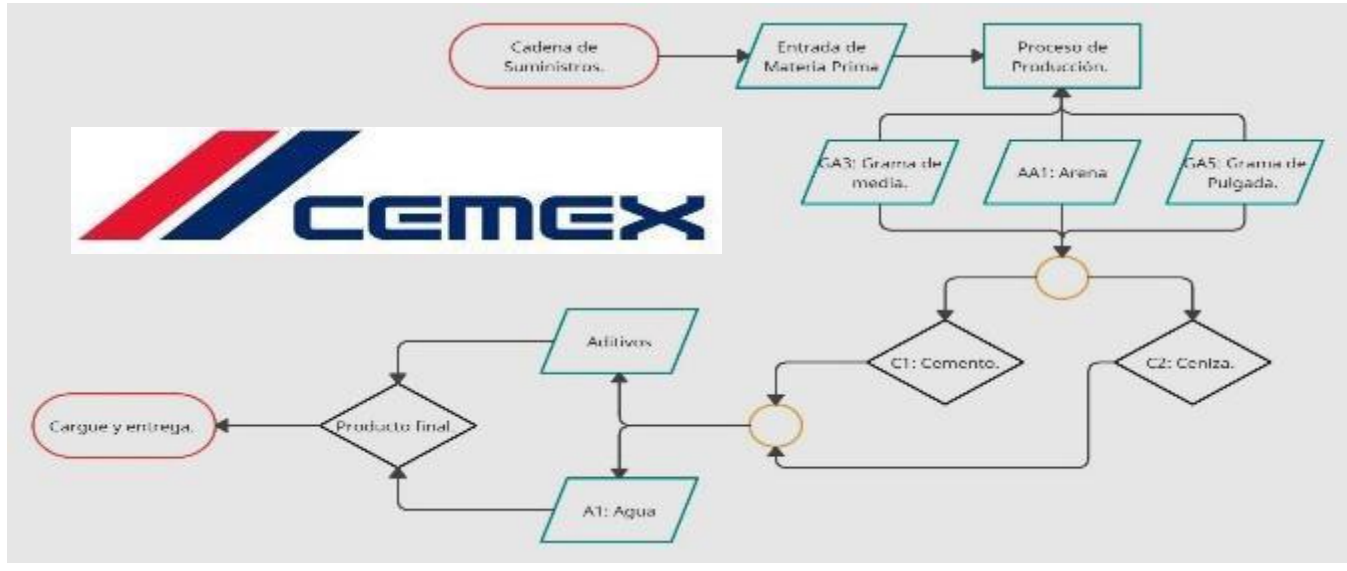 Cadena de
Suministros.
Entrada de
Materia Prima
Proceso de
Producción.
GA3: Grama de
media.
AA1: Arena
GA5: Grama de
Pulgada.
CEMEX
C1: Cemento.
C2: Ceniza.
Aditivos
Producto final.
Cargue y entrega.
A1: Agua